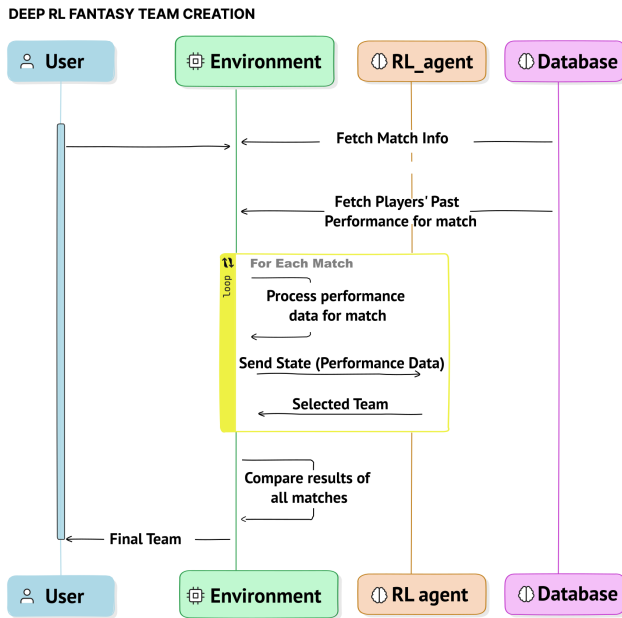 DEEP RL FANTASY TEAM CREATION
User
Environment
RL_agent
Database
Fetch Match Info
Fetch Players' Past
Performance for match
For Each Match
loop
Process performance
data for match
Send State (Performance Data)
Selected Team
Compare results of
all matches
Final Team
User
Environment
RL agent
Database